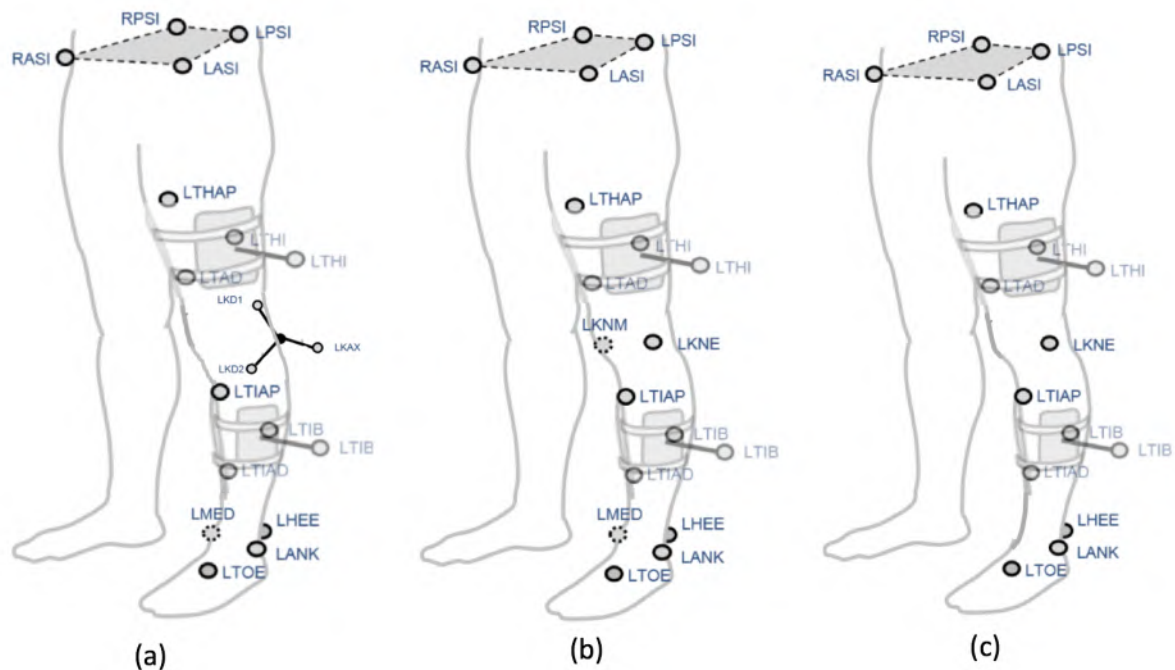 RPSI
LPSI
RASI
LASI
LTHAP
LTHI
LTHI
LTAD
LKD1
LKAX
LKD2
LTIAP
LTIB
LTIB
LTIAD
LMED
LHEE
LANK
LTOE
(a)
RPSI
LPSI
RASI
LASI
LTHAP
LTHI
LTHI
LTAD
LKNM
LKNE
LTIAP
LTIB
LTIB
LTIAD
LMED
LHEE
LANK
LTOE
(b)
RPSI
LPSI
RASI
LASI
LTHAP
LTHI
LTHI
LTAD
LKNE
LTIAP
LTIB
LTIB
LTIAD
LHEE
LANK
LTOE
(c)